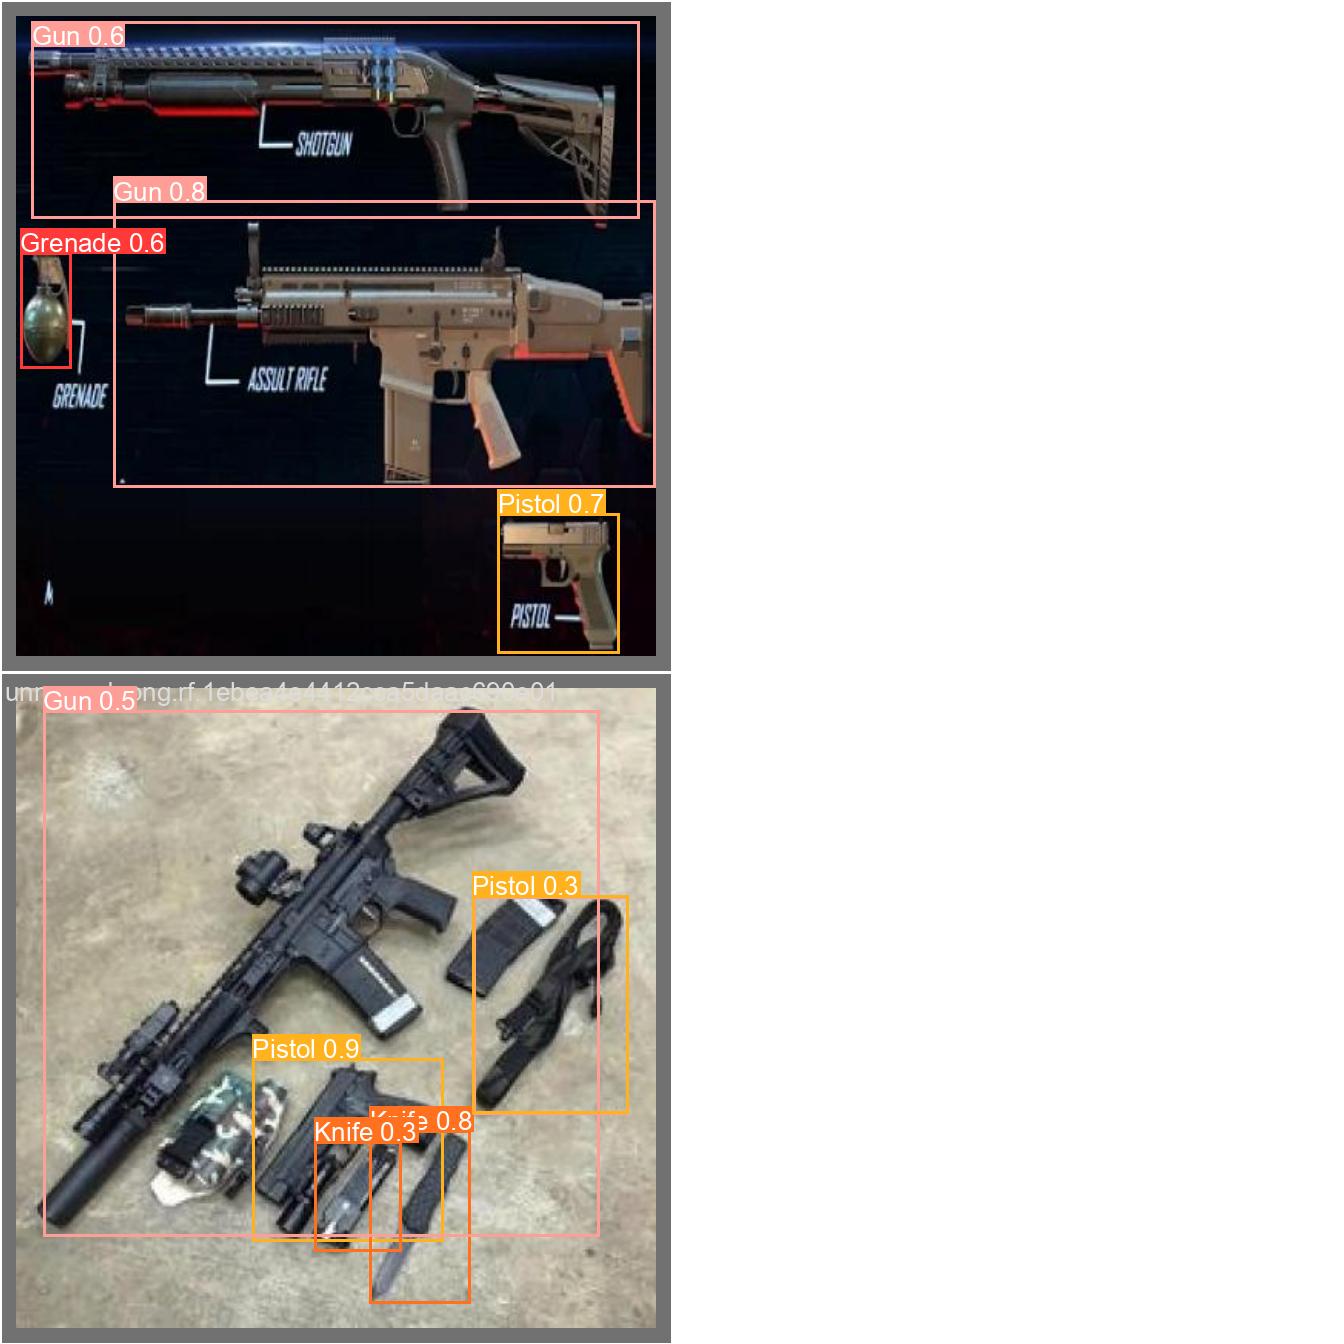 Gun 0.6
SHOTGUN
Gun 0.8
Grenade 0.6
ASSULT RIFLE
GRENADE
Pistol 0.7
PISTOL
Gun 0.5
Pistol 0.3
Pistol 0.9
Knife 0.8
Knife 0.3